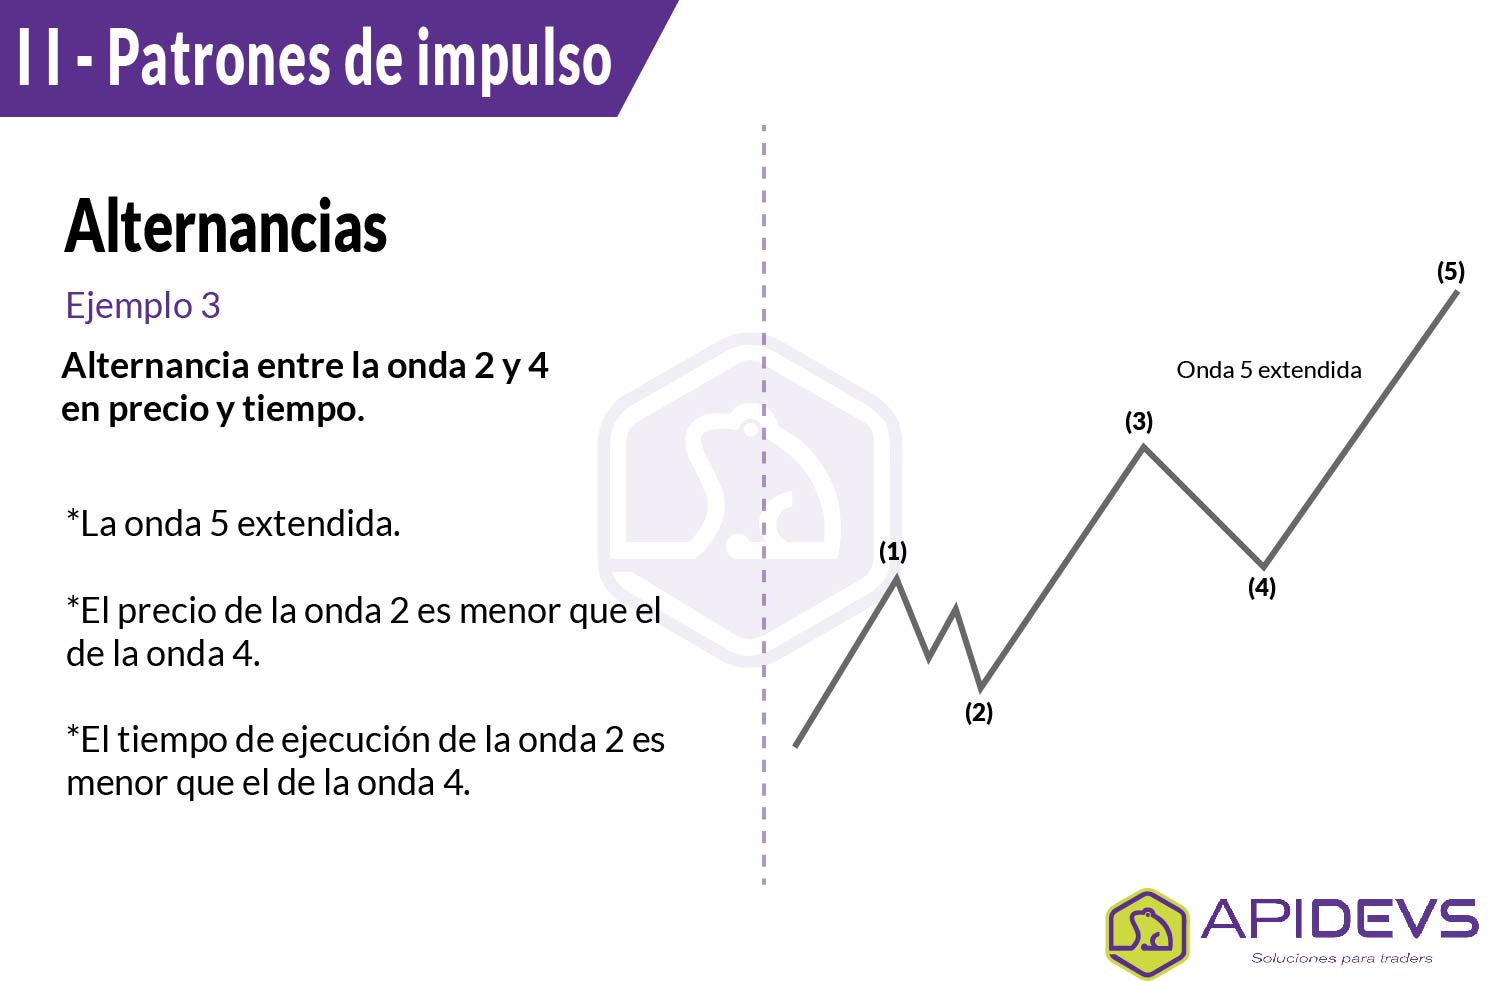 I I - Patrones de impulso
Alternancias
Ejemplo 3
Alternancia entre la onda 2 y 4
en precio y tiempo.
*La onda 5 extendida.
*El precio de la onda 2 es menor que el
de la onda 4.
*El tiempo de ejecución de la onda 2 es
menor que el de la onda 4.
(5)
Onda 5 extendida
(3)
(1)
(4)
(2)
APIDEVS
Soluciones para traders